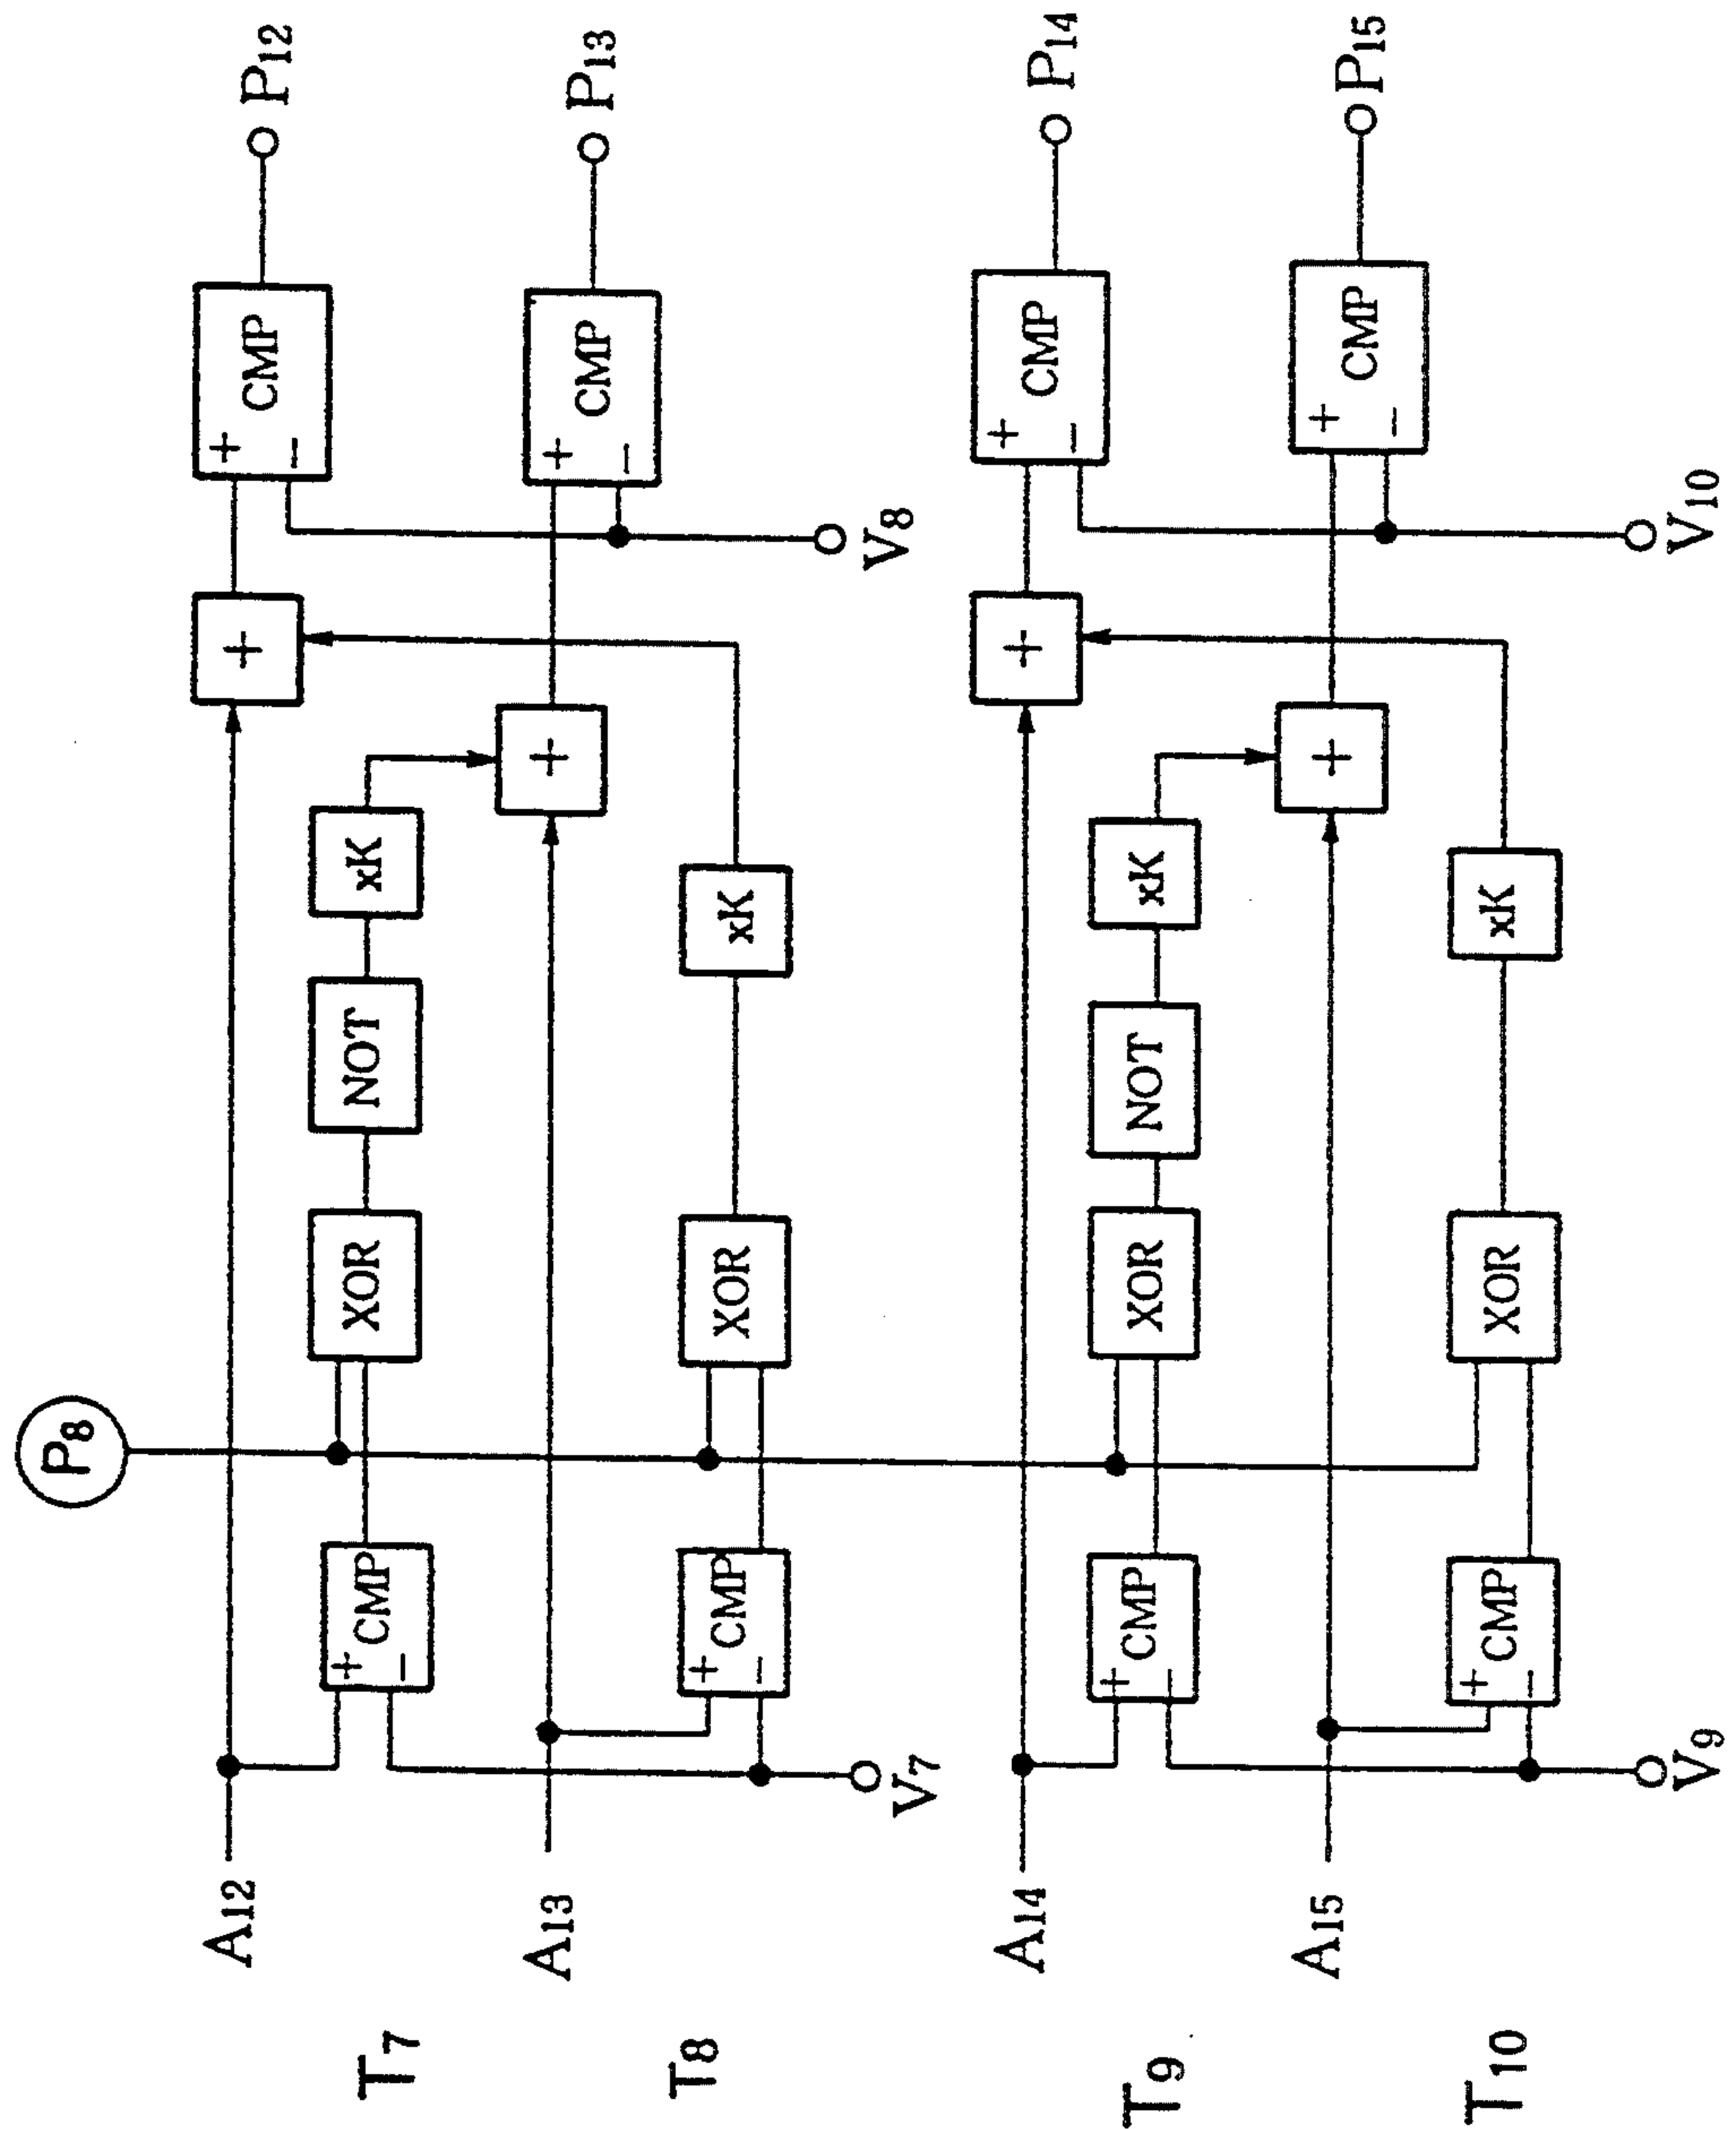 P8
A12
+
CMP
+
−
P12
T7
+
−
CMP
XOR
NOT
xK
A13
+
CMP
+
−
P13
T8
+
−
CMP
XOR
xK
V7
V8
A14
+
CMP
+
−
P14
T9
+
−
CMP
XOR
NOT
xK
A15
+
CMP
+
−
P15
T10
+
−
CMP
XOR
xK
V9
V10